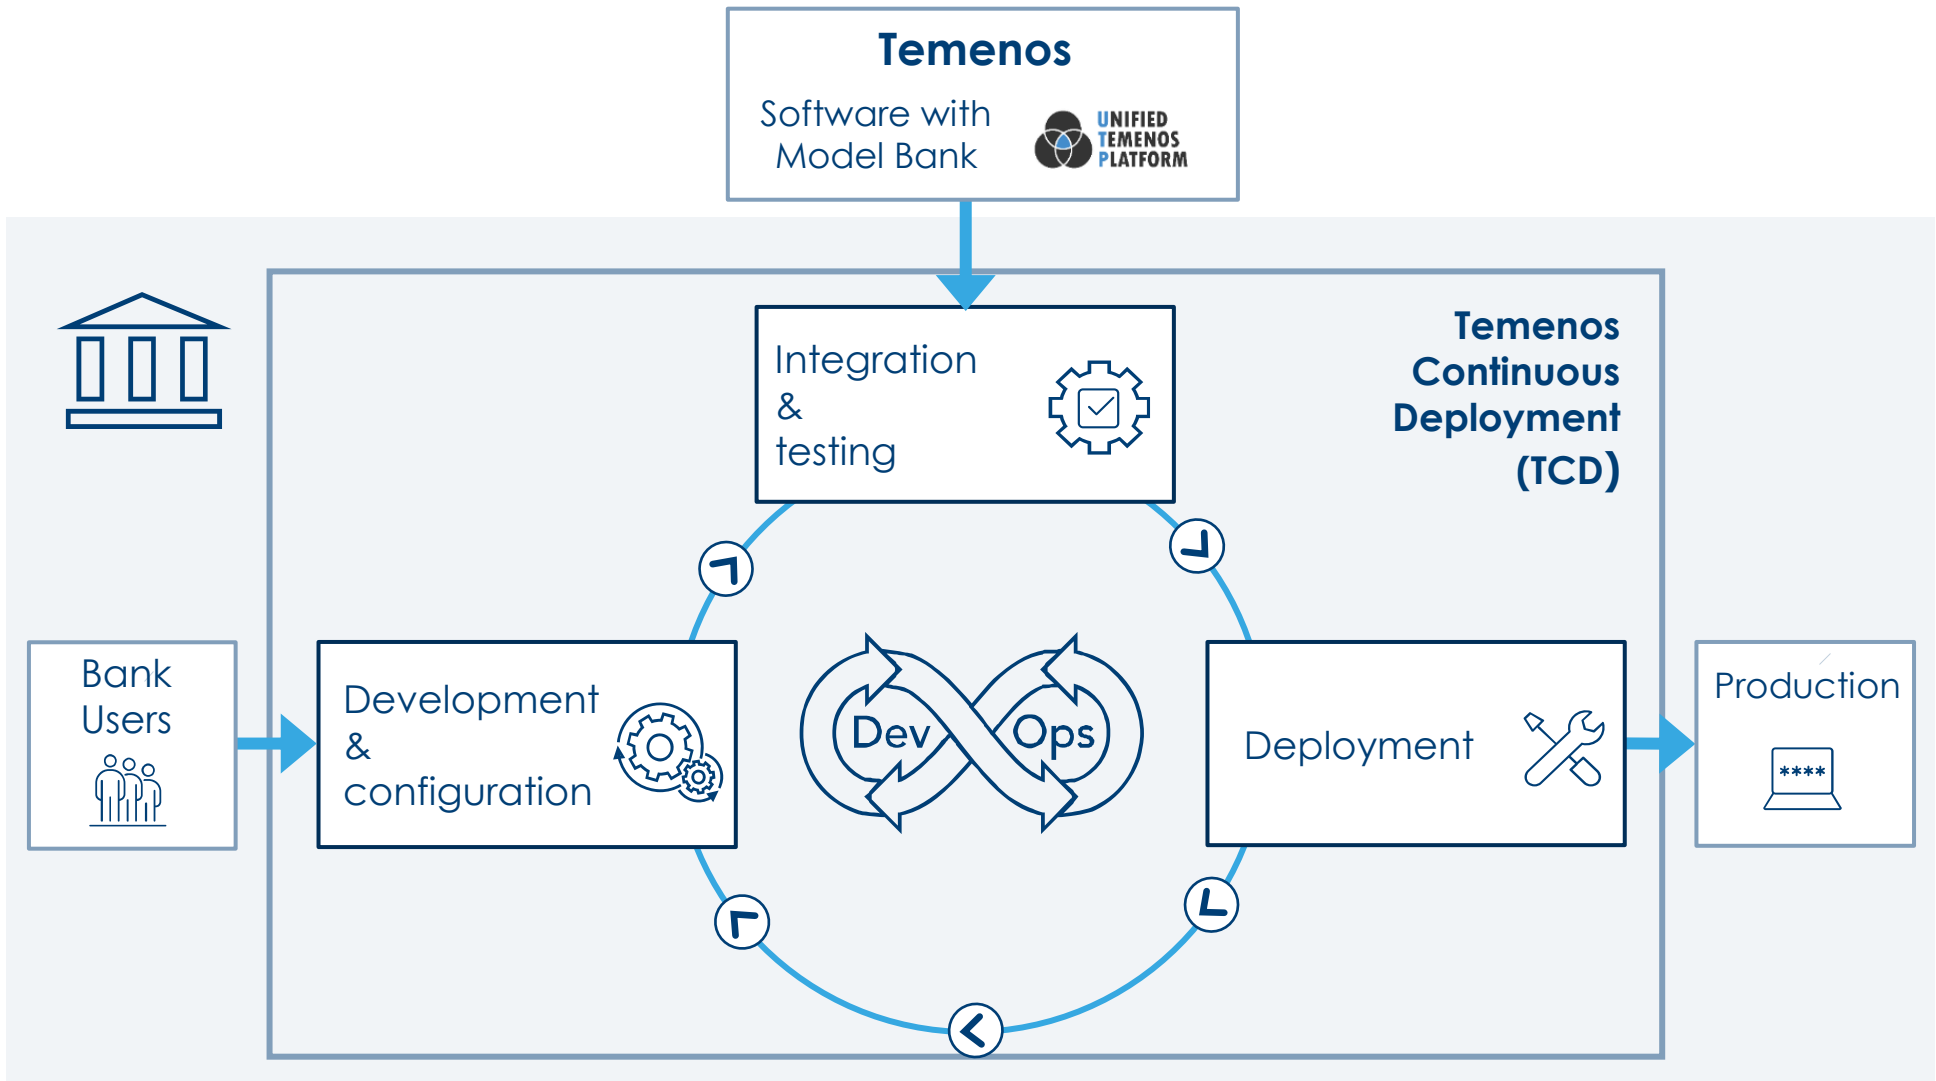 Temenos
Software with
Model Bank
UNIFIED
TEMENOS
PLATFORM
Temenos
Continuous
Deployment
(TCD)
Integration
&
testing
Bank
Users
Development
&
configuration
Dev
Ops
Deployment
Production
****